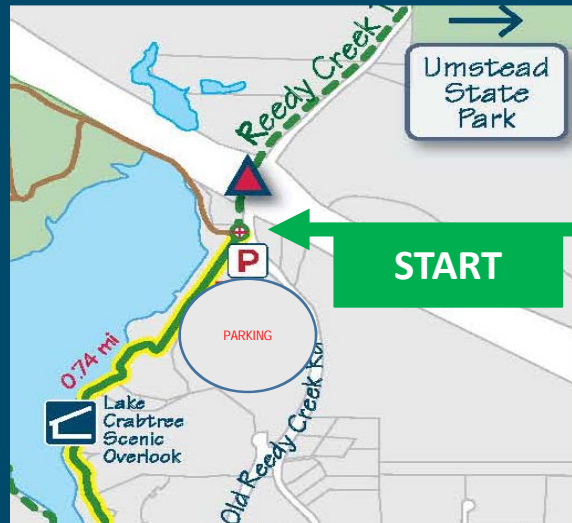 Reedy Creek T
Umstead
State
Park
START
P
PARKING
0.74 mi
Lake
Crabtree
Scenic
Overlook
Old Reedy Creek Rd